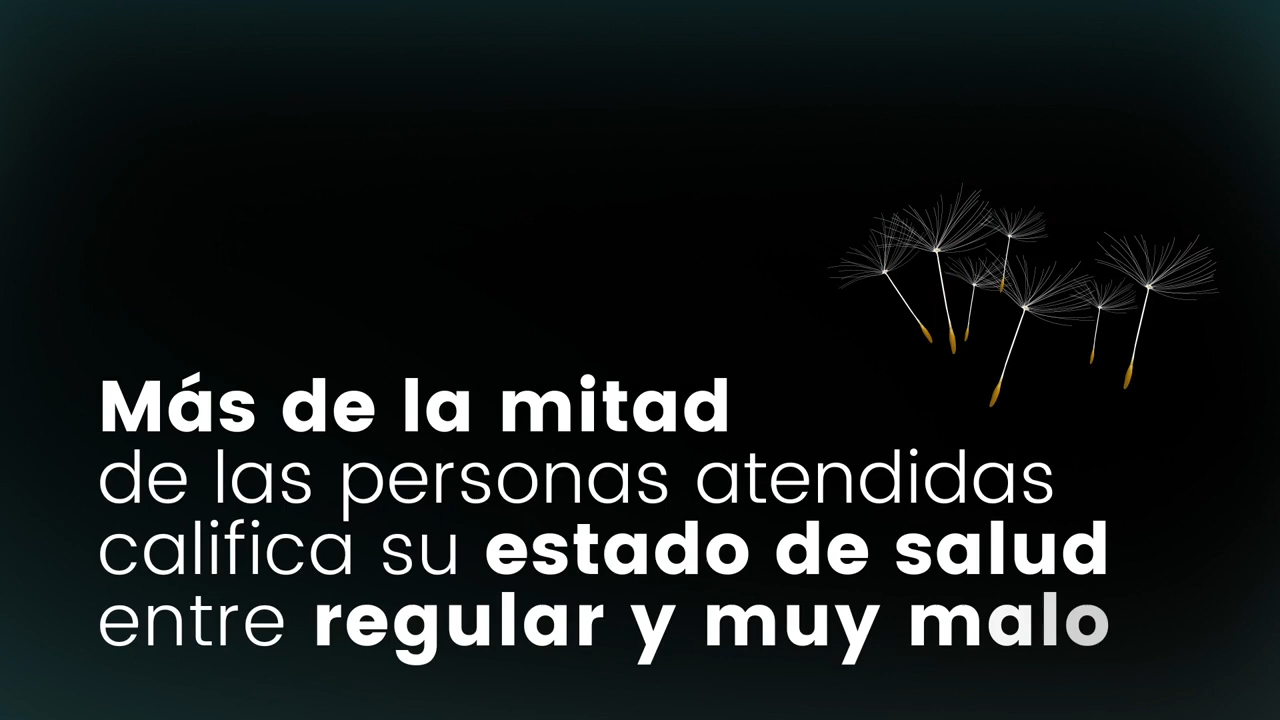 Más de la mitad
de las personas atendidas
califica su estado de salud
entre regular y muy malo